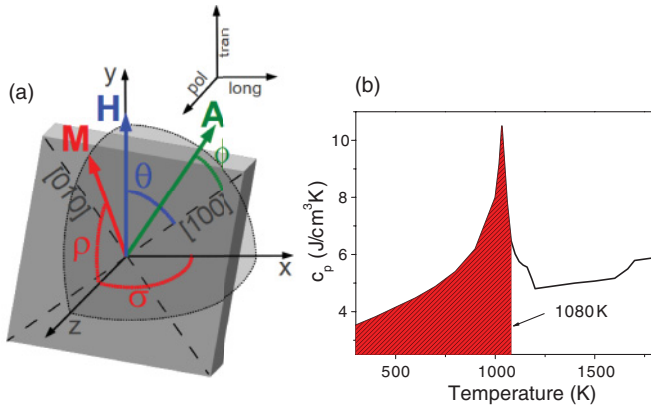 (a)
tran
pol
long
y
H
A
M
ϕ
θ
[010]
[100]
ρ
x
σ
z
(b)
c_p (J/cm³K)
10
8
6
4
1080 K
500
1000
1500
Temperature (K)